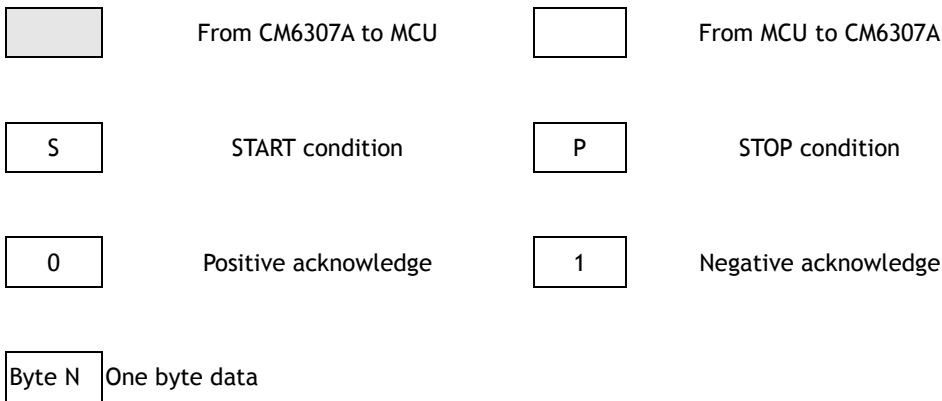 From CM6307A to MCU From MCU to CM6307A
S START condition P STOP condition
0 Positive acknowledge 1 Negative acknowledge
Byte N One byte data